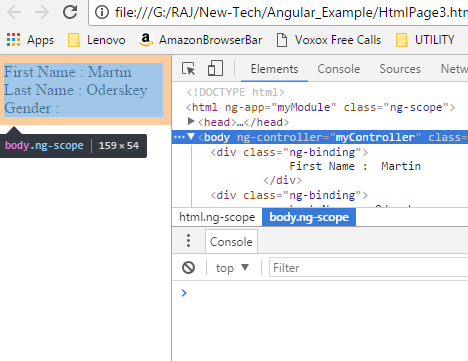 file:///G:/RAJ/New-Tech/Angular_Example/HtmlPage3.htm
Apps Lenovo AmazonBrowserBar Voxox Free Calls UTILITY
First Name : Martin
Last Name : Oderskey
Gender :
body.ng-scope 159 × 54
Elements Console Sources
<!DOCTYPE html>
<html ng-app="myModule" class="ng-scope">
<head>…</head>
<body ng-controller="myController" class=
<div class="ng-binding">
First Name : Martin
</div>
<div class="ng-binding">
html.ng-scope body.ng-scope
Console
top Filter